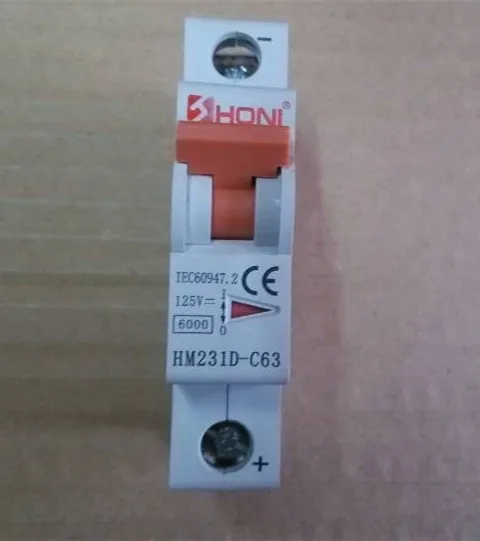 -
HONI®
IEC60947.2 CE
125V⎓ I
6000 O
HM231D-C63
+